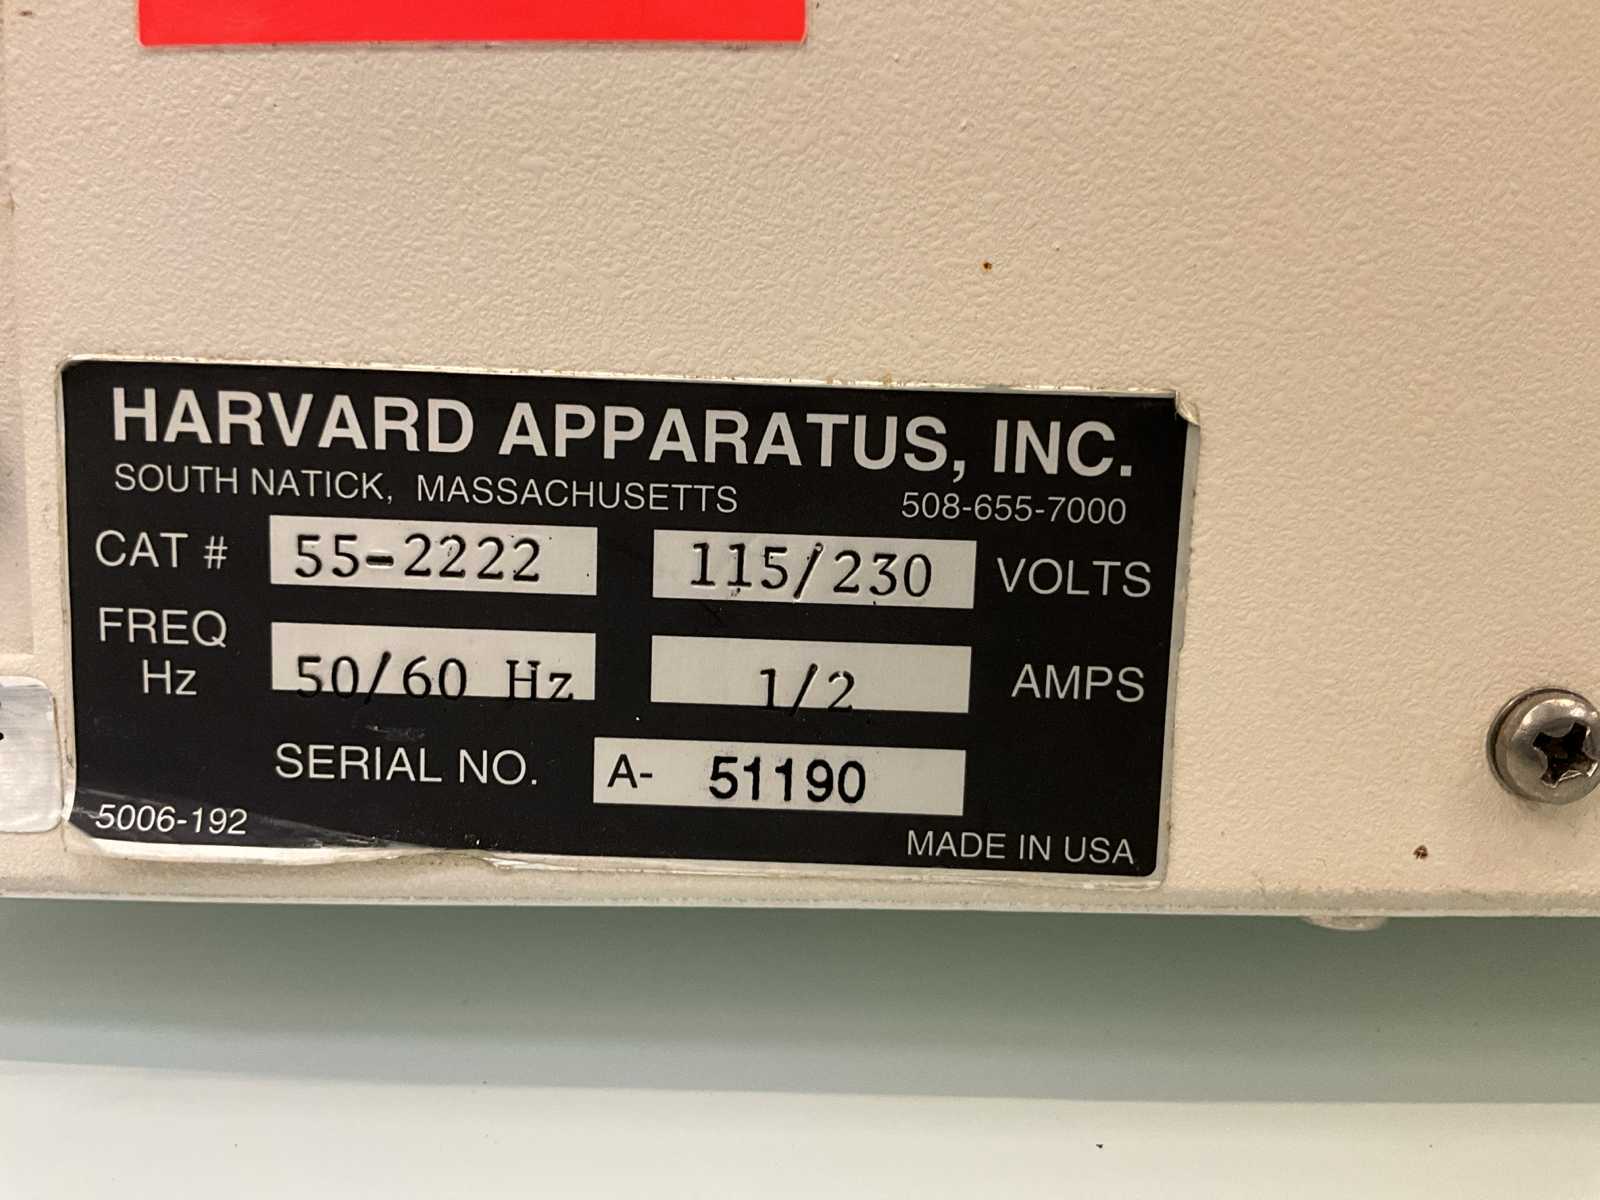 HARVARD APPARATUS, INC.
SOUTH NATICK, MASSACHUSETTS 508-655-7000
CAT # 55-2222 115/230 VOLTS
FREQ
Hz 50/60 Hz 1/2 AMPS
SERIAL NO. A- 51190
5006-192
MADE IN USA